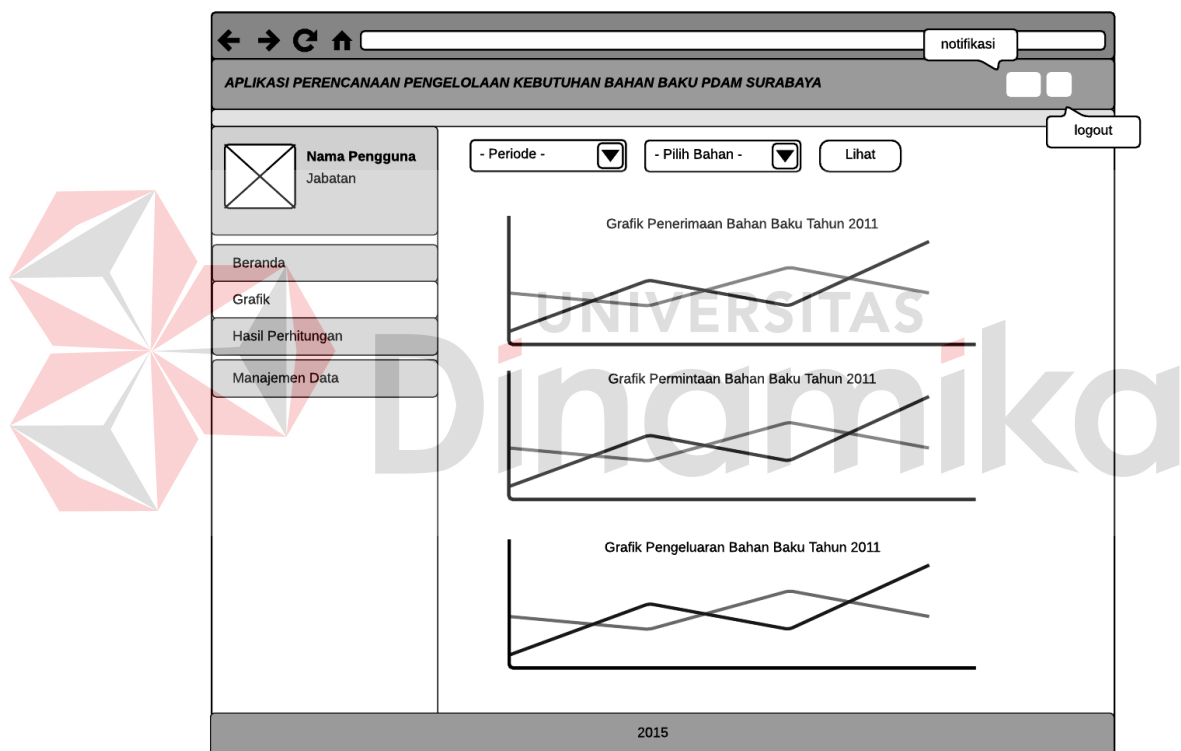 notifikasi
APLIKASI PERENCANAAN PENGELOLAAN KEBUTUHAN BAHAN BAKU PDAM SURABAYA
logout
Nama Pengguna
Jabatan
- Periode -
- Pilih Bahan -
Lihat
Beranda
Grafik
Hasil Perhitungan
Manajemen Data
Grafik Penerimaan Bahan Baku Tahun 2011
UNIVERSITAS
Dinamika
Grafik Permintaan Bahan Baku Tahun 2011
Grafik Pengeluaran Bahan Baku Tahun 2011
2015